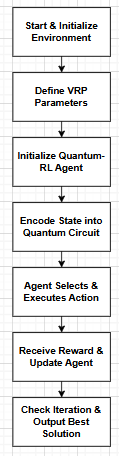 Start & Initialize
Environment
Define VRP
Parameters
Initialize Quantum-
RL Agent
Encode State into
Quantum Circuit
Agent Selects &
Executes Action
Receive Reward &
Update Agent
Check Iteration &
Output Best
Solution